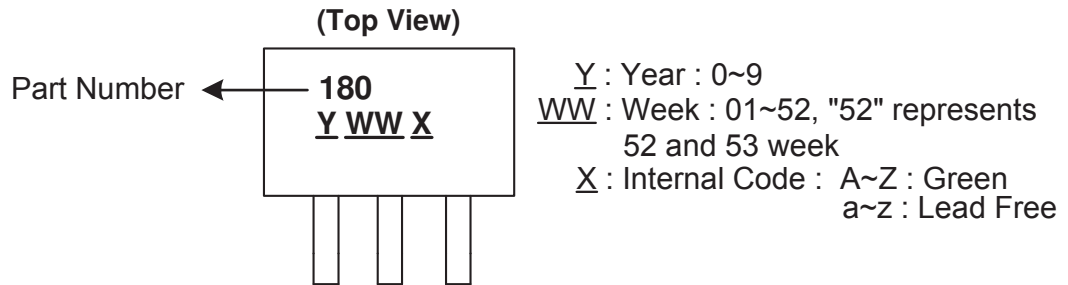 (Top View)
Part Number
180
Y WW X
Y : Year : 0~9
WW : Week : 01~52, "52" represents
52 and 53 week
X : Internal Code : A~Z : Green
a~z : Lead Free